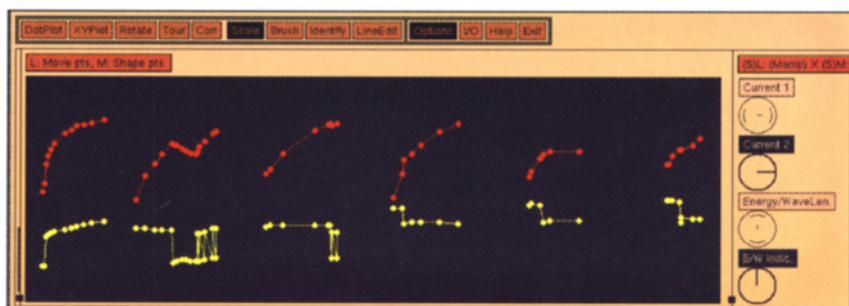 DotPlot XYPlot Rotate Tour Corr Scale Brush Identify LineEdit Options I/O Help Exit
L: Move pts, M: Shape pts
(S)L: (Manip) X (S)M:
Current 1
Current 2
Energy/WaveLen.
E/W Indic.